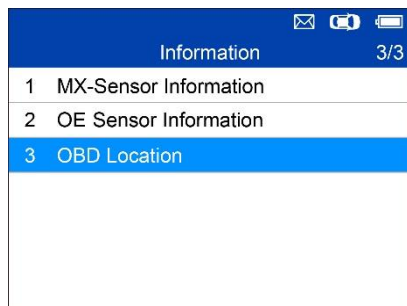 Information 3/3
1 MX-Sensor Information
2 OE Sensor Information
3 OBD Location